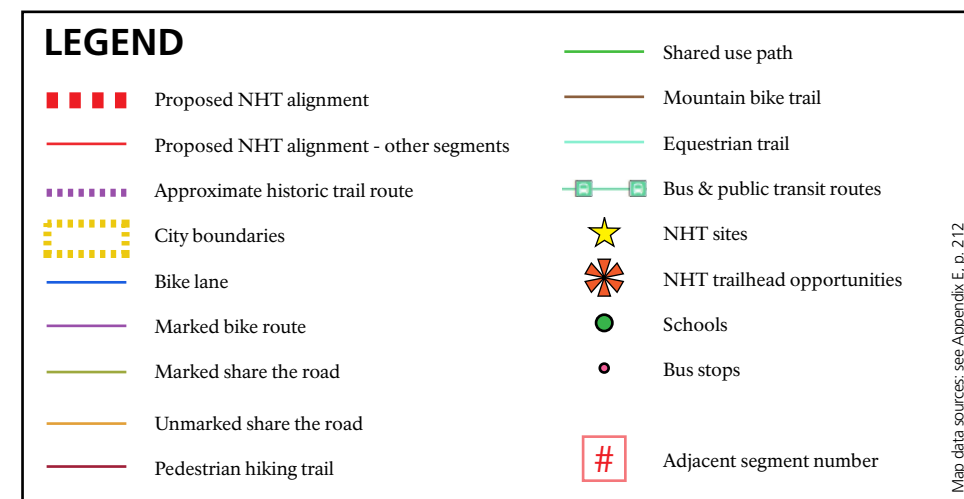 LEGEND
Proposed NHT alignment
Proposed NHT alignment - other segments
Approximate historic trail route
City boundaries
Bike lane
Marked bike route
Marked share the road
Unmarked share the road
Pedestrian hiking trail
Shared use path
Mountain bike trail
Equestrian trail
Bus & public transit routes
NHT sites
NHT trailhead opportunities
Schools
Bus stops
#
Adjacent segment number
Map data sources: see Appendix E, p. 212